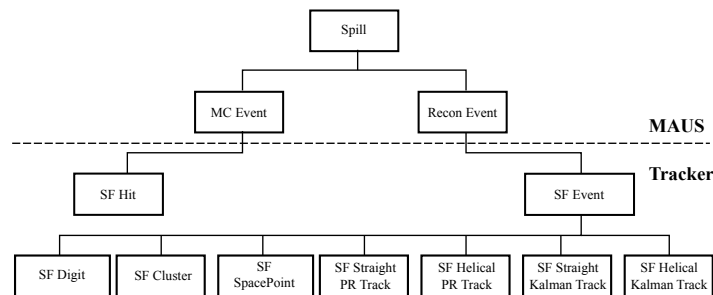 Spill
MC Event
Recon Event
MAUS
Tracker
SF Hit
SF Event
SF Digit
SF Cluster
SF
SpacePoint
SF Straight
PR Track
SF Helical
PR Track
SF Straight
Kalman Track
SF Helical
Kalman Track